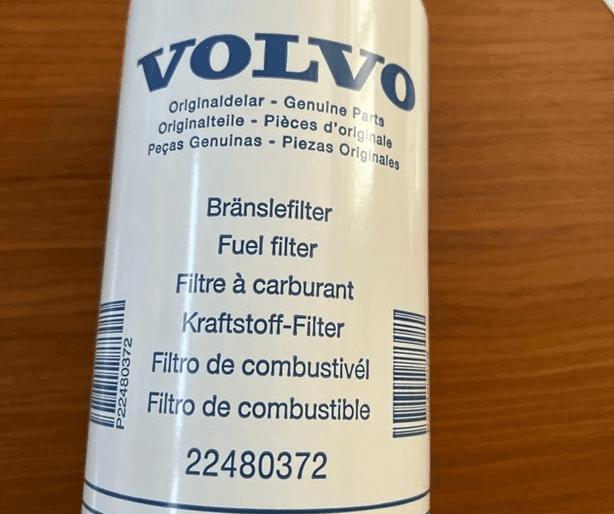 VOLVO
Originaldelar - Genuine Parts
Originalteile - Pièces d'originale
Peças Genuinas - Piezas Originales
Bränslefilter
Fuel filter
Filtre à carburant
Kraftstoff-Filter
Filtro de combustivél
Filtro de combustible
22480372
P22480372